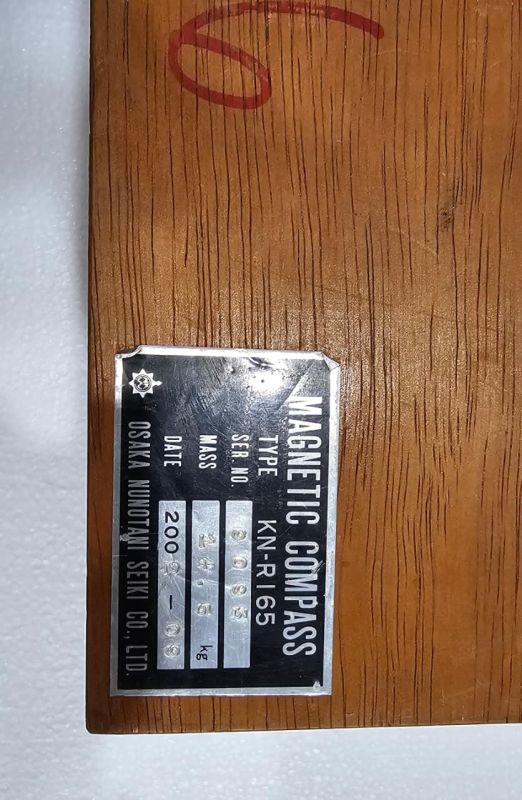 MAGNETIC COMPASS
TYPE KN-R165
SER. NO.
MASS kg
DATE
OSAKA NUNOTANI SEIKI CO., LTD.